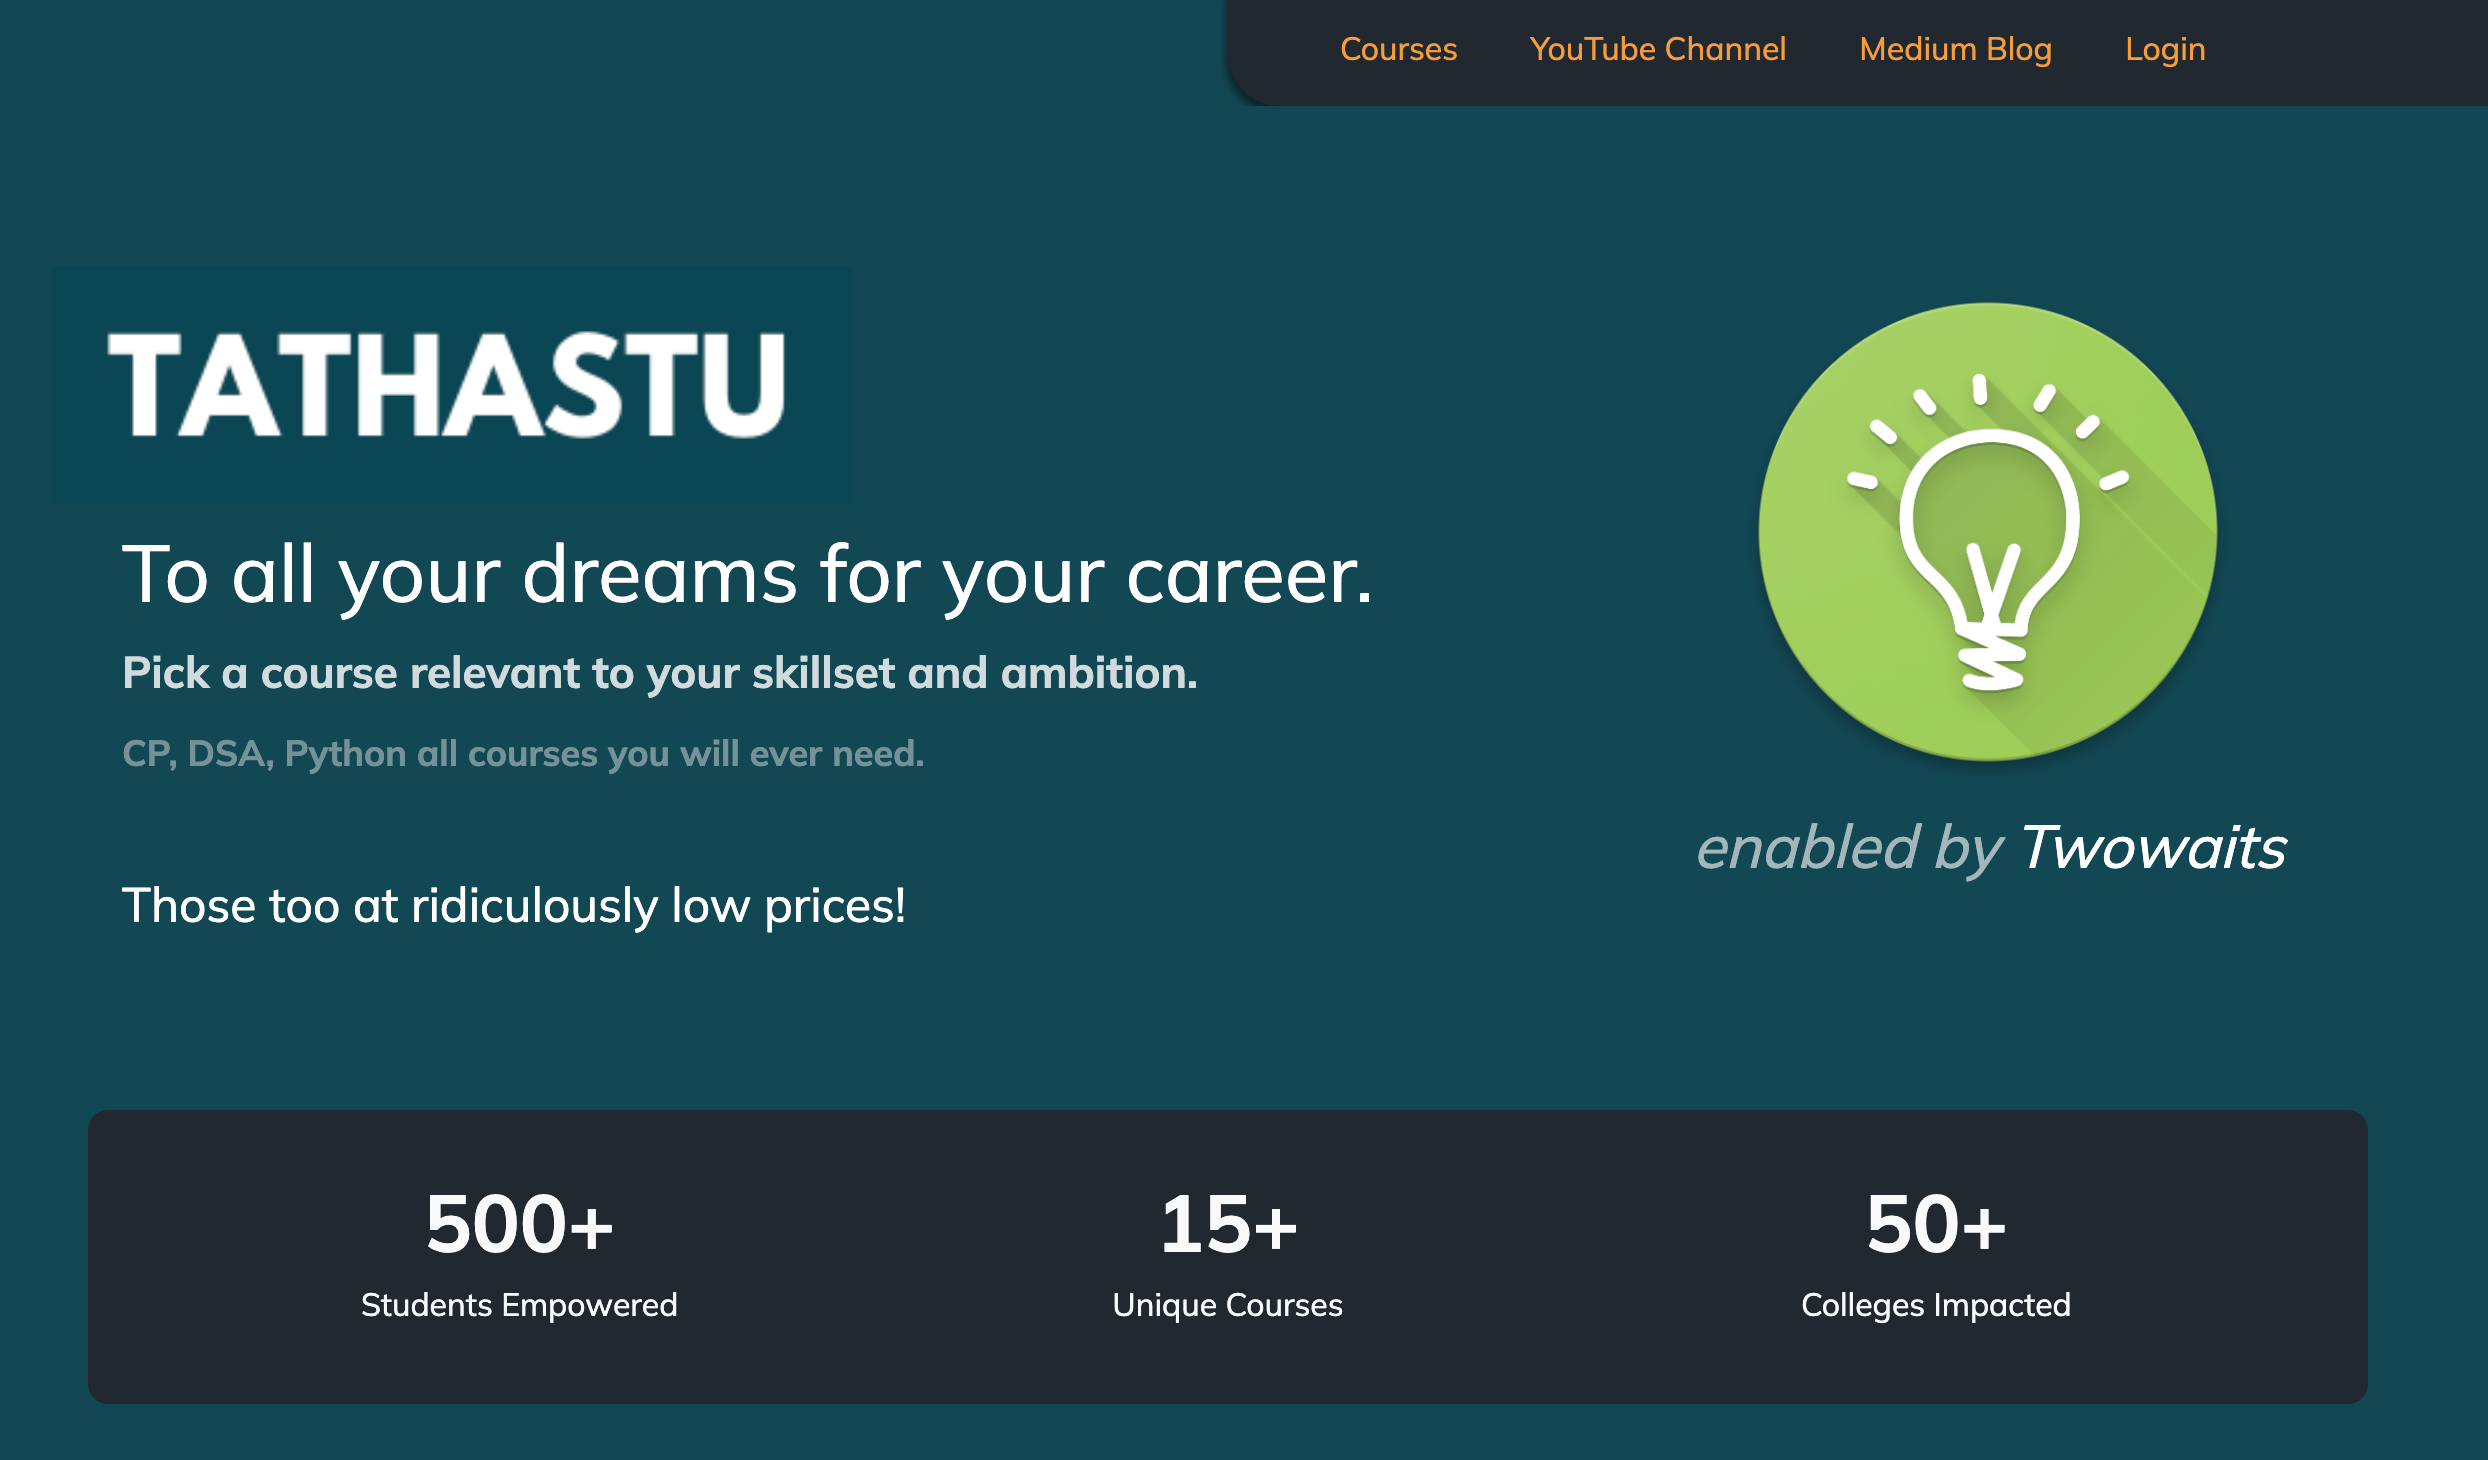 Courses YouTube Channel Medium Blog Login
TATHASTU
To all your dreams for your career.
Pick a course relevant to your skillset and ambition.
CP, DSA, Python all courses you will ever need.
Those too at ridiculously low prices!
enabled by Twowaits
500+ 15+ 50+
Students Empowered Unique Courses Colleges Impacted